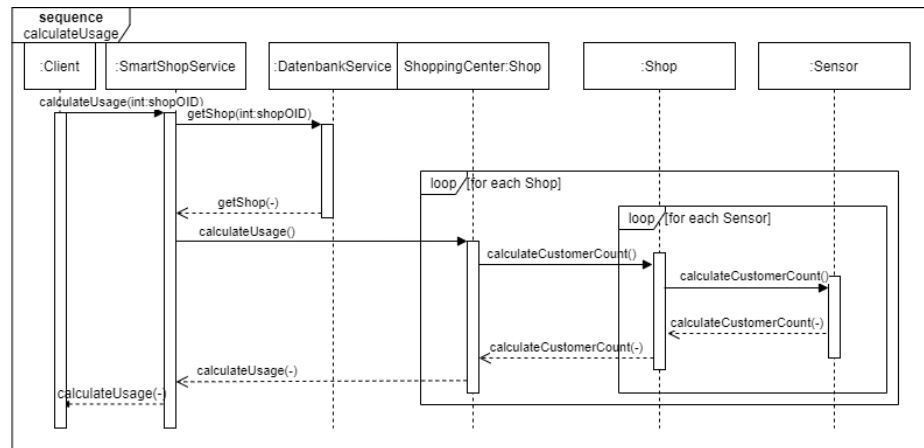 sequence
calculateUsage
:Client
:SmartShopService
:DatenbankService
ShoppingCenter:Shop
:Shop
:Sensor
calculateUsage(int:shopOID)
getShop(int:shopOID)
loop
[for each Shop]
getShop(-)
loop
[for each Sensor]
calculateUsage()
calculateCustomerCount()
calculateCustomerCount()
calculateCustomerCount(-)
calculateCustomerCount(-)
calculateUsage(-)
calculateUsage(-)